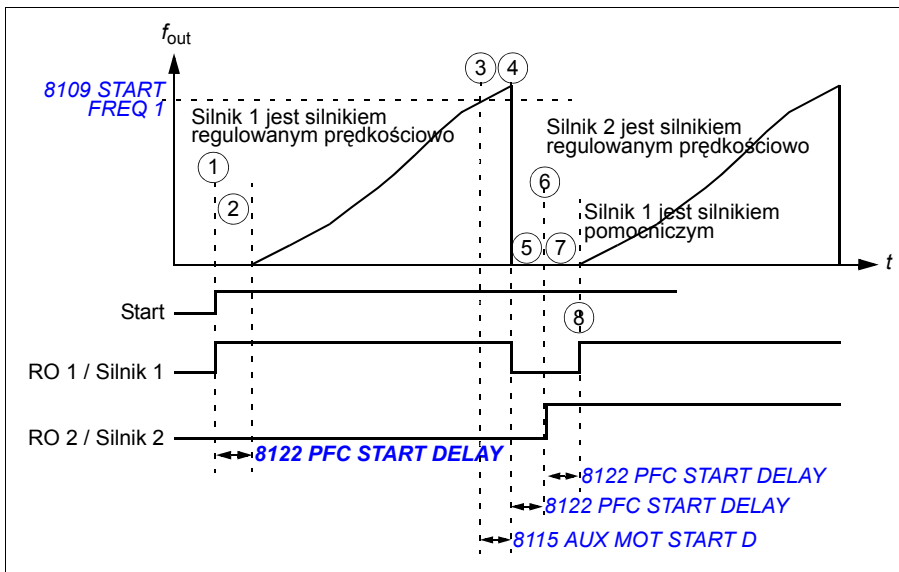 fout
8109 START
FREQ 1
3
4
Silnik 1 jest silnikiem
regulowanym prędkościowo
Silnik 2 jest silnikiem
regulowanym prędkościowo
1
2
6
Silnik 1 jest silnikiem
pomocniczym
5
7
t
Start
8
RO 1 / Silnik 1
RO 2 / Silnik 2
8122 PFC START DELAY
8122 PFC START DELAY
8122 PFC START DELAY
8115 AUX MOT START D